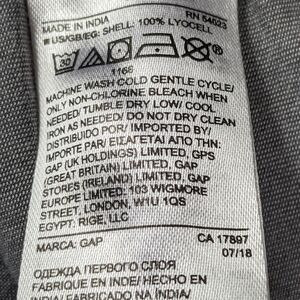 MADE IN INDIA RN 54023
■ US/GB/EG: SHELL: 100% LYOCELL
30
1166
MACHINE WASH COLD GENTLE CYCLE/
ONLY NON-CHLORINE BLEACH WHEN
NEEDED/ TUMBLE DRY LOW/ COOL
IRON AS NEEDED/ DO NOT DRY CLEAN
DISTRIBUIDO POR/ IMPORTED BY/
IMPORTE PAR/ ΕΙΣΑΓΕΤΑΙ ΑΠΟ ΤΗΝ:
GAP (UK HOLDINGS) LIMITED, GPS
(GREAT BRITAIN) LIMITED, GAP
STORES (IRELAND) LIMITED, GAP
EUROPE LIMITED: 103 WIGMORE
STREET, LONDON, W1U 1QS
EGYPT: RIGE, LLC
MARCA: GAP CA 17897
07/18
ОДЕЖДА ПЕРВОГО СЛОЯ
FABRIQUE EN INDE/ HECHO EN
INDIA/ FABRICADO NA ÍNDIA/